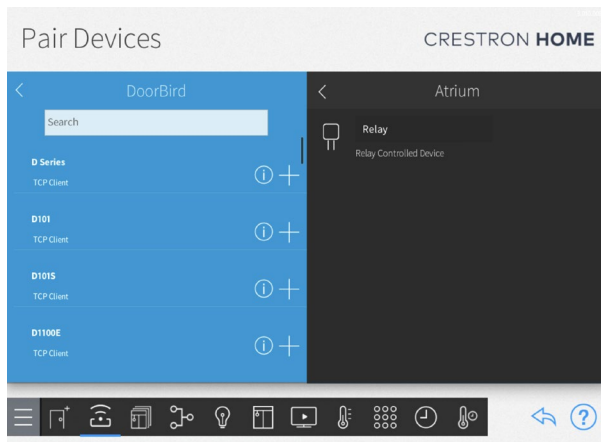 Pair Devices
CRESTRON HOME
DoorBird
Atrium
Search
D Series
TCP Client
D101
TCP Client
D101S
TCP Client
D1100E
TCP Client
Relay
Relay Controlled Device